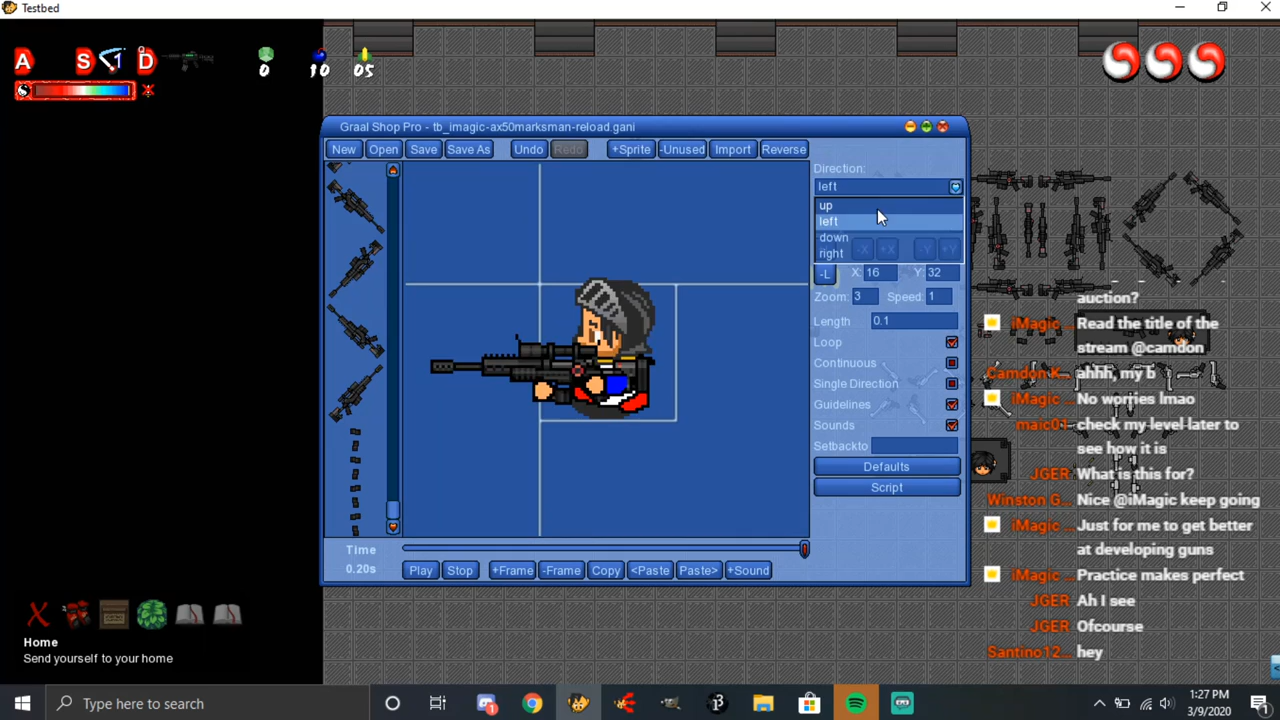 Testbed
A S D
0 10 05
Graal Shop Pro - tb_imagic-ax50marksman-reload.gani
New Open Save Save As Undo Redo +Sprite -Unused Import Reverse
Direction:
left
up
left
down
right
-X +X -Y +Y
-L X: 16 Y: 32
Zoom: 3 Speed: 1
Length 0.1
Loop
Continuous
Single Direction
Guidelines
Sounds
Setbackto
Defaults
Script
Time
0.20s
Play Stop +Frame -Frame Copy <Paste Paste> +Sound
auction?
iMagic ... Read the title of the
stream @camdon
Camdon K... ahhh, my b
iMagic ... No worries lmao
maic01 check my level later to
see how it is
JGER What is this for?
Winston G... Nice @iMagic keep going
iMagic ... Just for me to get better
at developing guns
iMagic ... Practice makes perfect
JGER Ah I see
JGER Ofcourse
Santino12... hey
Home
Send yourself to your home
Type here to search
1:27 PM
3/9/2020